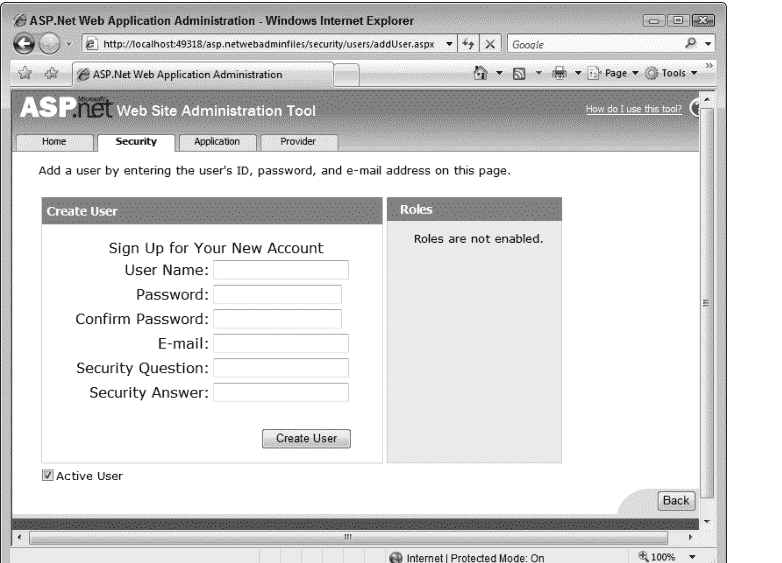 ASP.Net Web Application Administration - Windows Internet Explorer
http://localhost:49318/asp.netwebadminfiles/security/users/addUser.aspx
Google
ASP.Net Web Application Administration
Page
Tools
»
Microsoft
ASP.net Web Site Administration Tool
How do I use this tool?
Home
Security
Application
Provider
Add a user by entering the user's ID, password, and e-mail address on this page.
Create User
Roles
Sign Up for Your New Account
Roles are not enabled.
User Name:
Password:
Confirm Password:
E-mail:
Security Question:
Security Answer:
Create User
Active User
Back
Internet | Protected Mode: On
100%